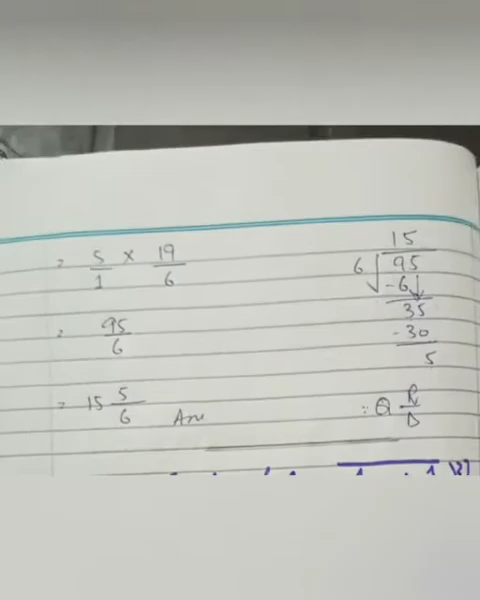 = 5/1 × 19/6
= 95/6
= 15 5/6 Ans
15
6 √95
-6↓
35
-30
5
∵ Q R/D